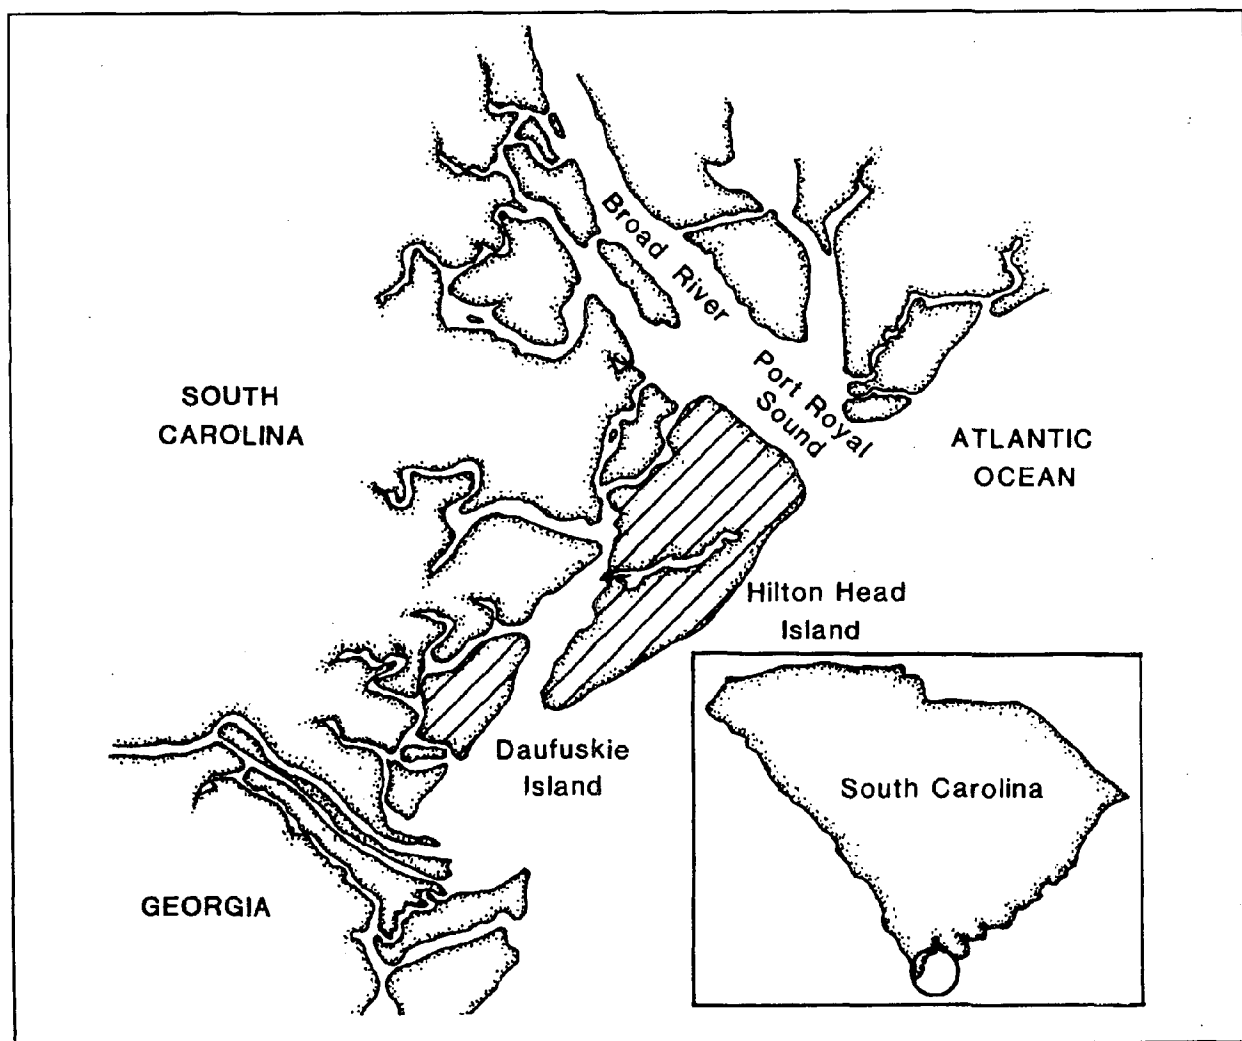 Broad River
Port Royal
Sound
SOUTH
CAROLINA
ATLANTIC
OCEAN
Hilton Head
Island
Daufuskie
Island
South Carolina
GEORGIA